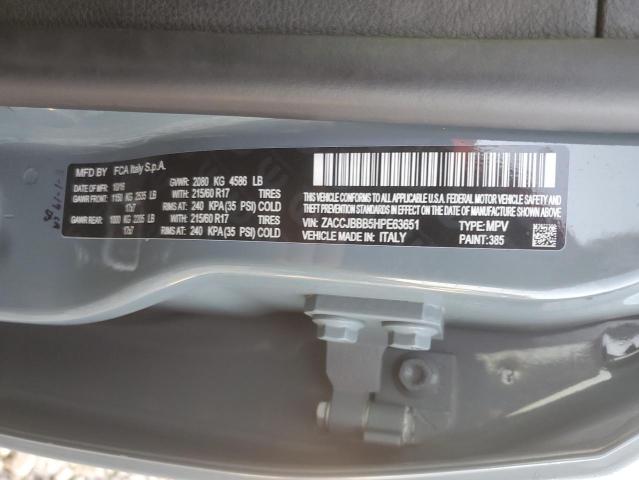 MFD BY FCA Italy S.p.A.
DATE OF MFR: 10/16 GVWR: 2080 KG 4586 LB
GAWR FRONT: 1150 KG 2535 LB WITH: 215/60 R17 TIRES
17x7 RIMS AT: 240 KPA (35 PSI) COLD
GAWR REAR: 1000 KG 2205 LB WITH: 215/60 R17 TIRES
17x7 RIMS AT: 240 KPA (35 PSI) COLD
THIS VEHICLE CONFORMS TO ALL APPLICABLE U.S.A. FEDERAL MOTOR VEHICLE SAFETY AND
THEFT PREVENTION STANDARDS IN EFFECT ON THE DATE OF MANUFACTURE SHOWN ABOVE.
VIN: ZACCJBBB5HPE63651 TYPE: MPV
VEHICLE MADE IN: ITALY PAINT: 385